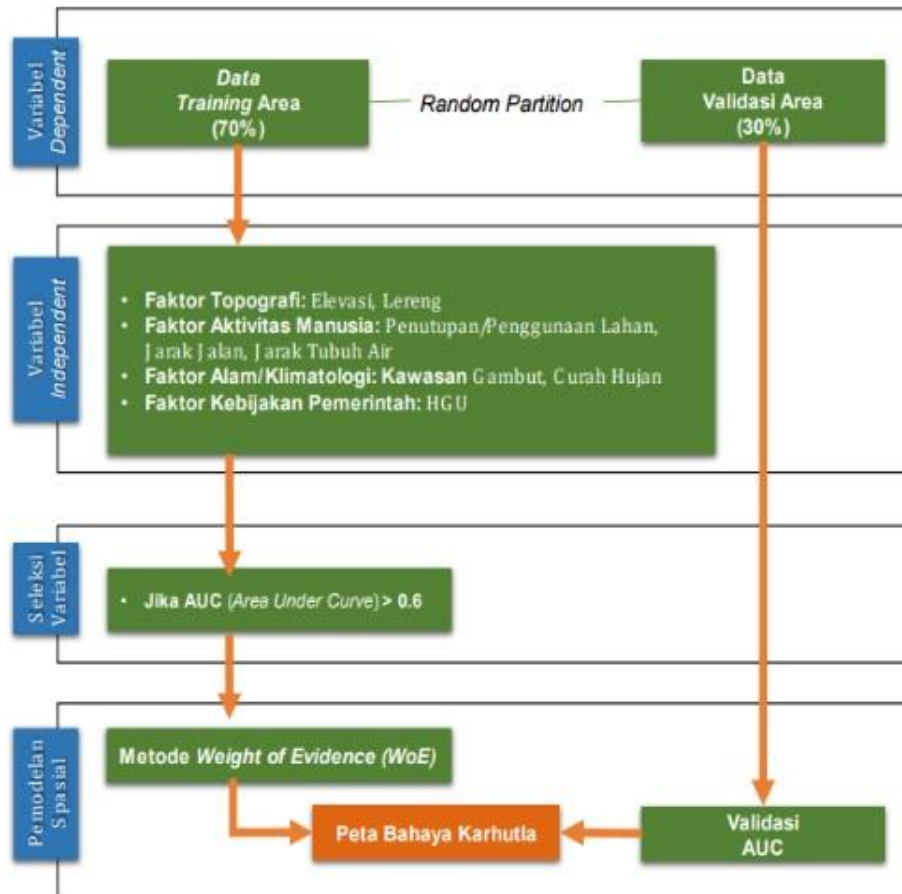 Variabel
Dependent
Data
Training Area
(70%)
Random Partition
Data
Validasi Area
(30%)
Variabel
Independent
• Faktor Topografi: Elevasi, Lereng
• Faktor Aktivitas Manusia: Penutupan/Penggunaan Lahan,
Jarak Jalan, Jarak Tubuh Air
• Faktor Alam/Klimatologi: Kawasan Gambut, Curah Hujan
• Faktor Kebijakan Pemerintah: HGU
Seleksi
Variabel
• Jika AUC (Area Under Curve) > 0.6
Pemodelan
Spasial
Metode Weight of Evidence (WoE)
Peta Bahaya Karhutla
Validasi
AUC